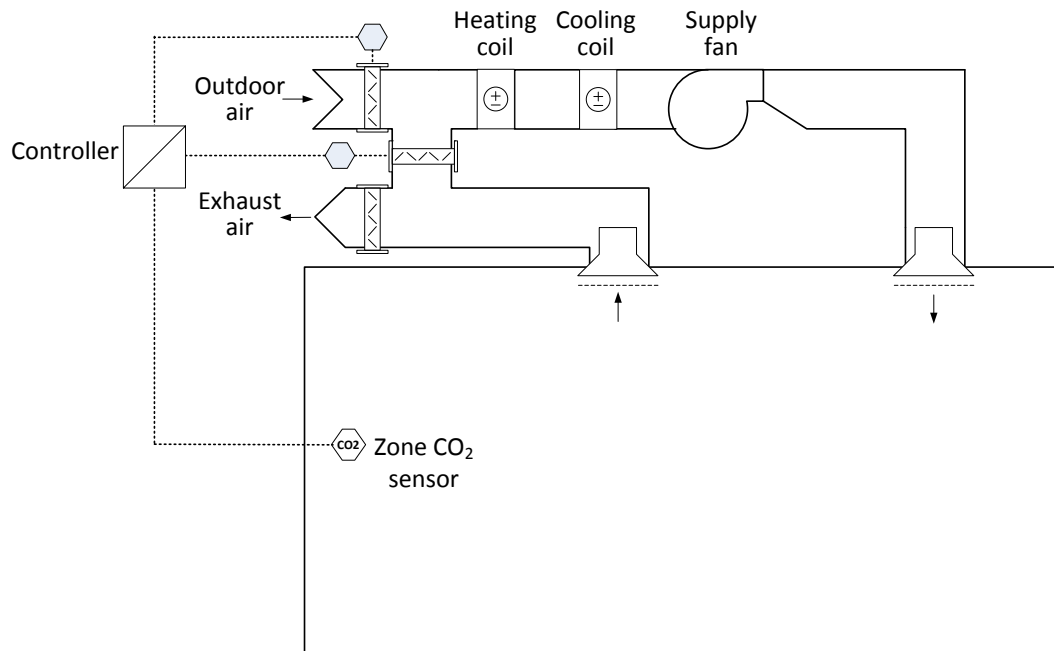 Heating
coil
Cooling
coil
Supply
fan
Outdoor
air
Controller
Exhaust
air
CO2
Zone CO₂
sensor